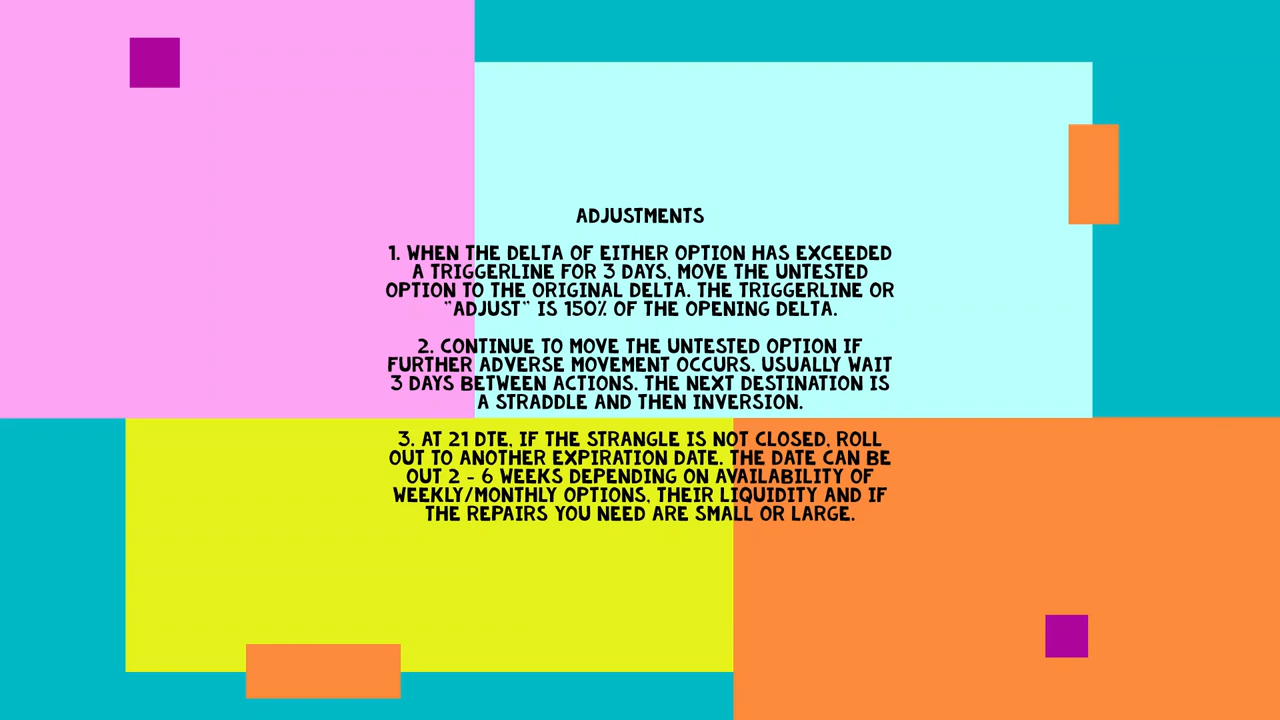 ADJUSTMENTS
1. WHEN THE DELTA OF EITHER OPTION HAS EXCEEDED
A TRIGGERLINE FOR 3 DAYS, MOVE THE UNTESTED
OPTION TO THE ORIGINAL DELTA. THE TRIGGERLINE OR
"ADJUST" IS 150% OF THE OPENING DELTA.
2. CONTINUE TO MOVE THE UNTESTED OPTION IF
FURTHER ADVERSE MOVEMENT OCCURS. USUALLY WAIT
3 DAYS BETWEEN ACTIONS. THE NEXT DESTINATION IS
A STRADDLE AND THEN INVERSION.
3. AT 21 DTE, IF THE STRANGLE IS NOT CLOSED, ROLL
OUT TO ANOTHER EXPIRATION DATE. THE DATE CAN BE
OUT 2 - 6 WEEKS DEPENDING ON AVAILABILITY OF
WEEKLY/MONTHLY OPTIONS, THEIR LIQUIDITY AND IF
THE REPAIRS YOU NEED ARE SMALL OR LARGE.